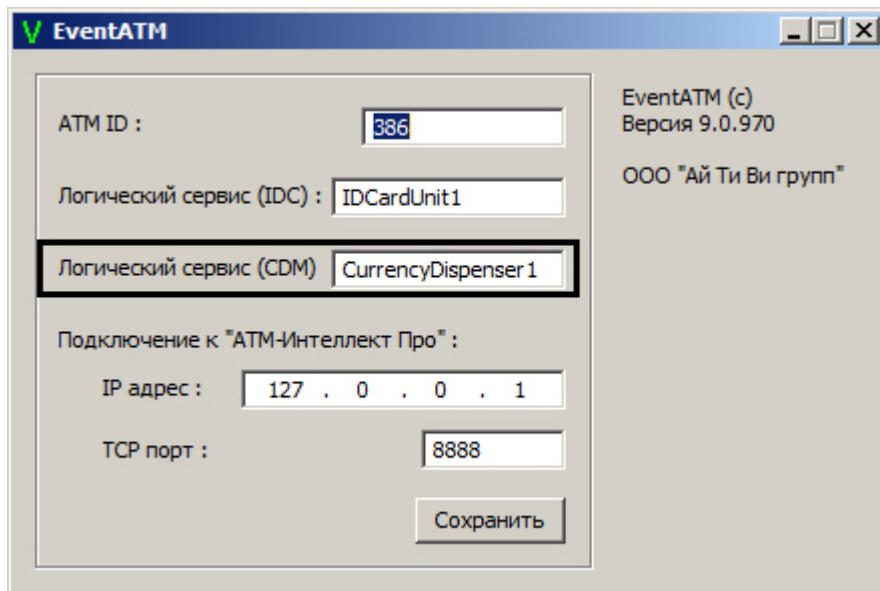 EventATM
ATM ID :
386
EventATM (c)
Версия 9.0.970
Логический сервис (IDC) :
IDCardUnit1
ООО "Ай Ти Ви групп"
Логический сервис (CDM)
CurrencyDispenser1
Подключение к "АТМ-Интеллект Про" :
IP адрес :
127 . 0 . 0 . 1
TCP порт :
8888
Сохранить